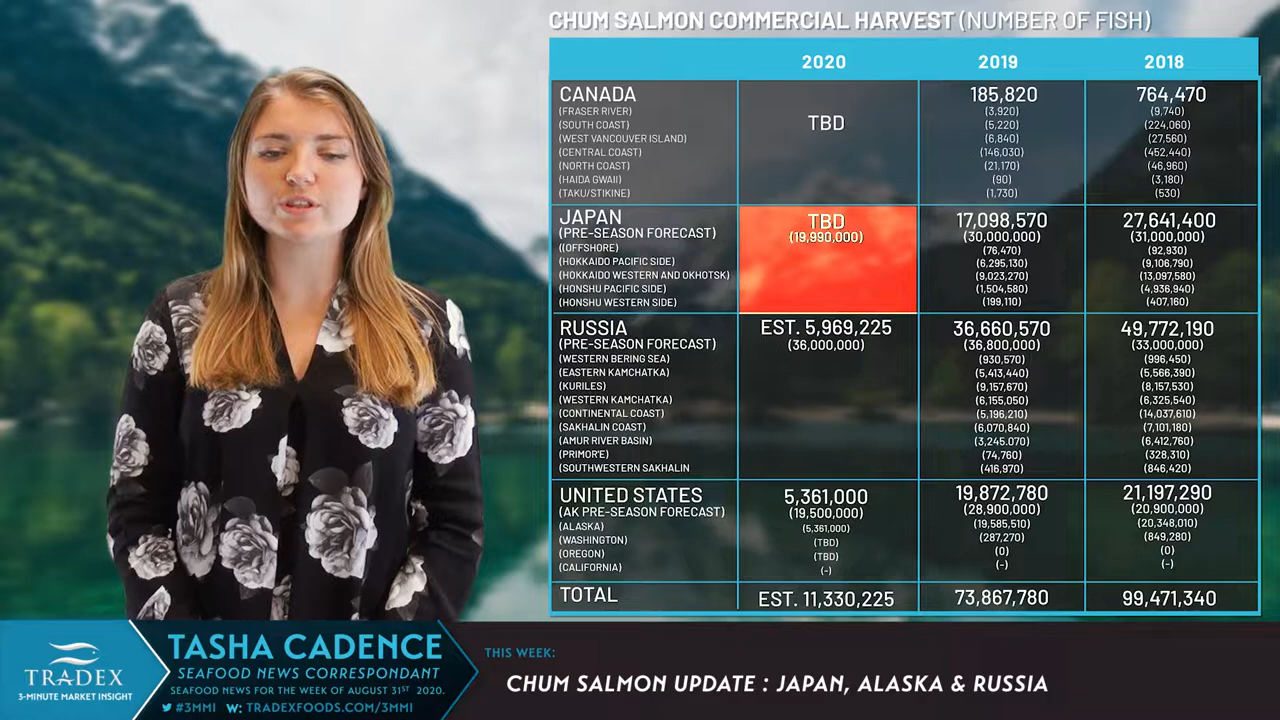 CHUM SALMON COMMERCIAL HARVEST (NUMBER OF FISH)
2020 2019 2018
CANADA 185,820 764,470
(FRASER RIVER) (3,920) (9,740)
(SOUTH COAST) TBD (5,220) (224,060)
(WEST VANCOUVER ISLAND) (6,840) (27,560)
(CENTRAL COAST) (146,030) (452,440)
(NORTH COAST) (21,170) (46,960)
(HAIDA GWAII) (90) (3,180)
(TAKU/STIKINE) (1,730) (530)
JAPAN TBD 17,098,570 27,641,400
(PRE-SEASON FORECAST) (19,990,000) (30,000,000) (31,000,000)
((OFFSHORE) (76,470) (92,930)
(HOKKAIDO PACIFIC SIDE) (6,295,130) (9,106,790)
(HOKKAIDO WESTERN AND OKHOTSK) (9,023,270) (13,097,580)
(HONSHU PACIFIC SIDE) (1,504,580) (4,936,940)
(HONSHU WESTERN SIDE) (199,110) (407,160)
RUSSIA EST. 5,969,225 36,660,570 49,772,190
(PRE-SEASON FORECAST) (36,000,000) (36,800,000) (33,000,000)
(WESTERN BERING SEA) (930,570) (996,450)
(EASTERN KAMCHATKA) (5,413,440) (5,566,390)
(KURILES) (9,157,670) (8,157,530)
(WESTERN KAMCHATKA) (6,155,050) (6,325,540)
(CONTINENTAL COAST) (5,196,210) (14,037,610)
(SAKHALIN COAST) (6,070,840) (7,101,180)
(AMUR RIVER BASIN) (3,245.070) (6,412,760)
(PRIMOR'E) (74,760) (328,310)
(SOUTHWESTERN SAKHALIN (416,970) (846,420)
UNITED STATES 5,361,000 19,872,780 21,197,290
(AK PRE-SEASON FORECAST) (19,500,000) (28,900,000) (20,900,000)
(ALASKA) (5,361,000) (19,585,510) (20,348,010)
(WASHINGTON) (TBD) (287,270) (849,280)
(OREGON) (TBD) (0) (0)
(CALIFORNIA) (-) (-) (-)
TOTAL EST. 11,330,225 73,867,780 99,471,340
TRADEX
3-MINUTE MARKET INSIGHT
TASHA CADENCE
SEAFOOD NEWS CORRESPONDANT
SEAFOOD NEWS FOR THE WEEK OF AUGUST 31ST 2020.
#3MMI W: TRADEXFOODS.COM/3MMI
THIS WEEK:
CHUM SALMON UPDATE : JAPAN, ALASKA & RUSSIA